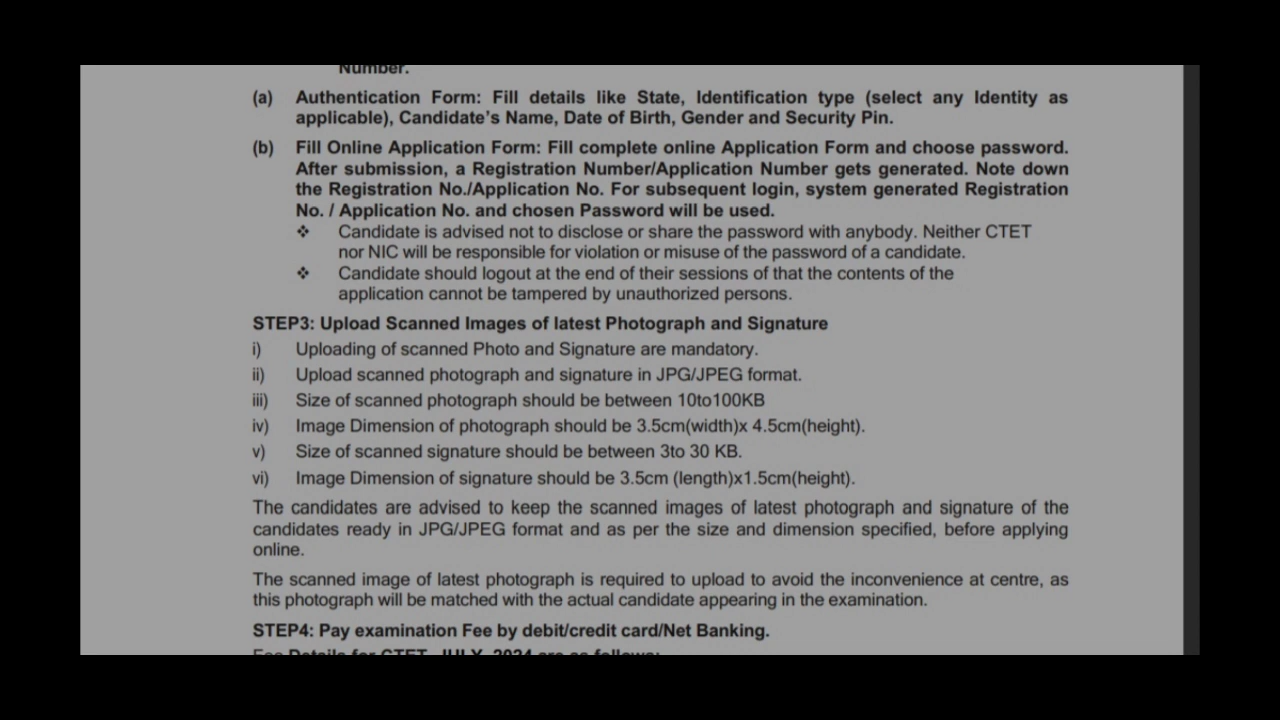 Number.
(a) Authentication Form: Fill details like State, Identification type (select any Identity as
applicable), Candidate's Name, Date of Birth, Gender and Security Pin.
(b) Fill Online Application Form: Fill complete online Application Form and choose password.
After submission, a Registration Number/Application Number gets generated. Note down
the Registration No./Application No. For subsequent login, system generated Registration
No. / Application No. and chosen Password will be used.
❖ Candidate is advised not to disclose or share the password with anybody. Neither CTET
nor NIC will be responsible for violation or misuse of the password of a candidate.
❖ Candidate should logout at the end of their sessions of that the contents of the
application cannot be tampered by unauthorized persons.
STEP3: Upload Scanned Images of latest Photograph and Signature
i) Uploading of scanned Photo and Signature are mandatory.
ii) Upload scanned photograph and signature in JPG/JPEG format.
iii) Size of scanned photograph should be between 10to100KB
iv) Image Dimension of photograph should be 3.5cm(width)x 4.5cm(height).
v) Size of scanned signature should be between 3to 30 KB.
vi) Image Dimension of signature should be 3.5cm (length)x1.5cm(height).
The candidates are advised to keep the scanned images of latest photograph and signature of the
candidates ready in JPG/JPEG format and as per the size and dimension specified, before applying
online.
The scanned image of latest photograph is required to upload to avoid the inconvenience at centre, as
this photograph will be matched with the actual candidate appearing in the examination.
STEP4: Pay examination Fee by debit/credit card/Net Banking.
Fee Details for CTET- JULY, 2024 are as follows: